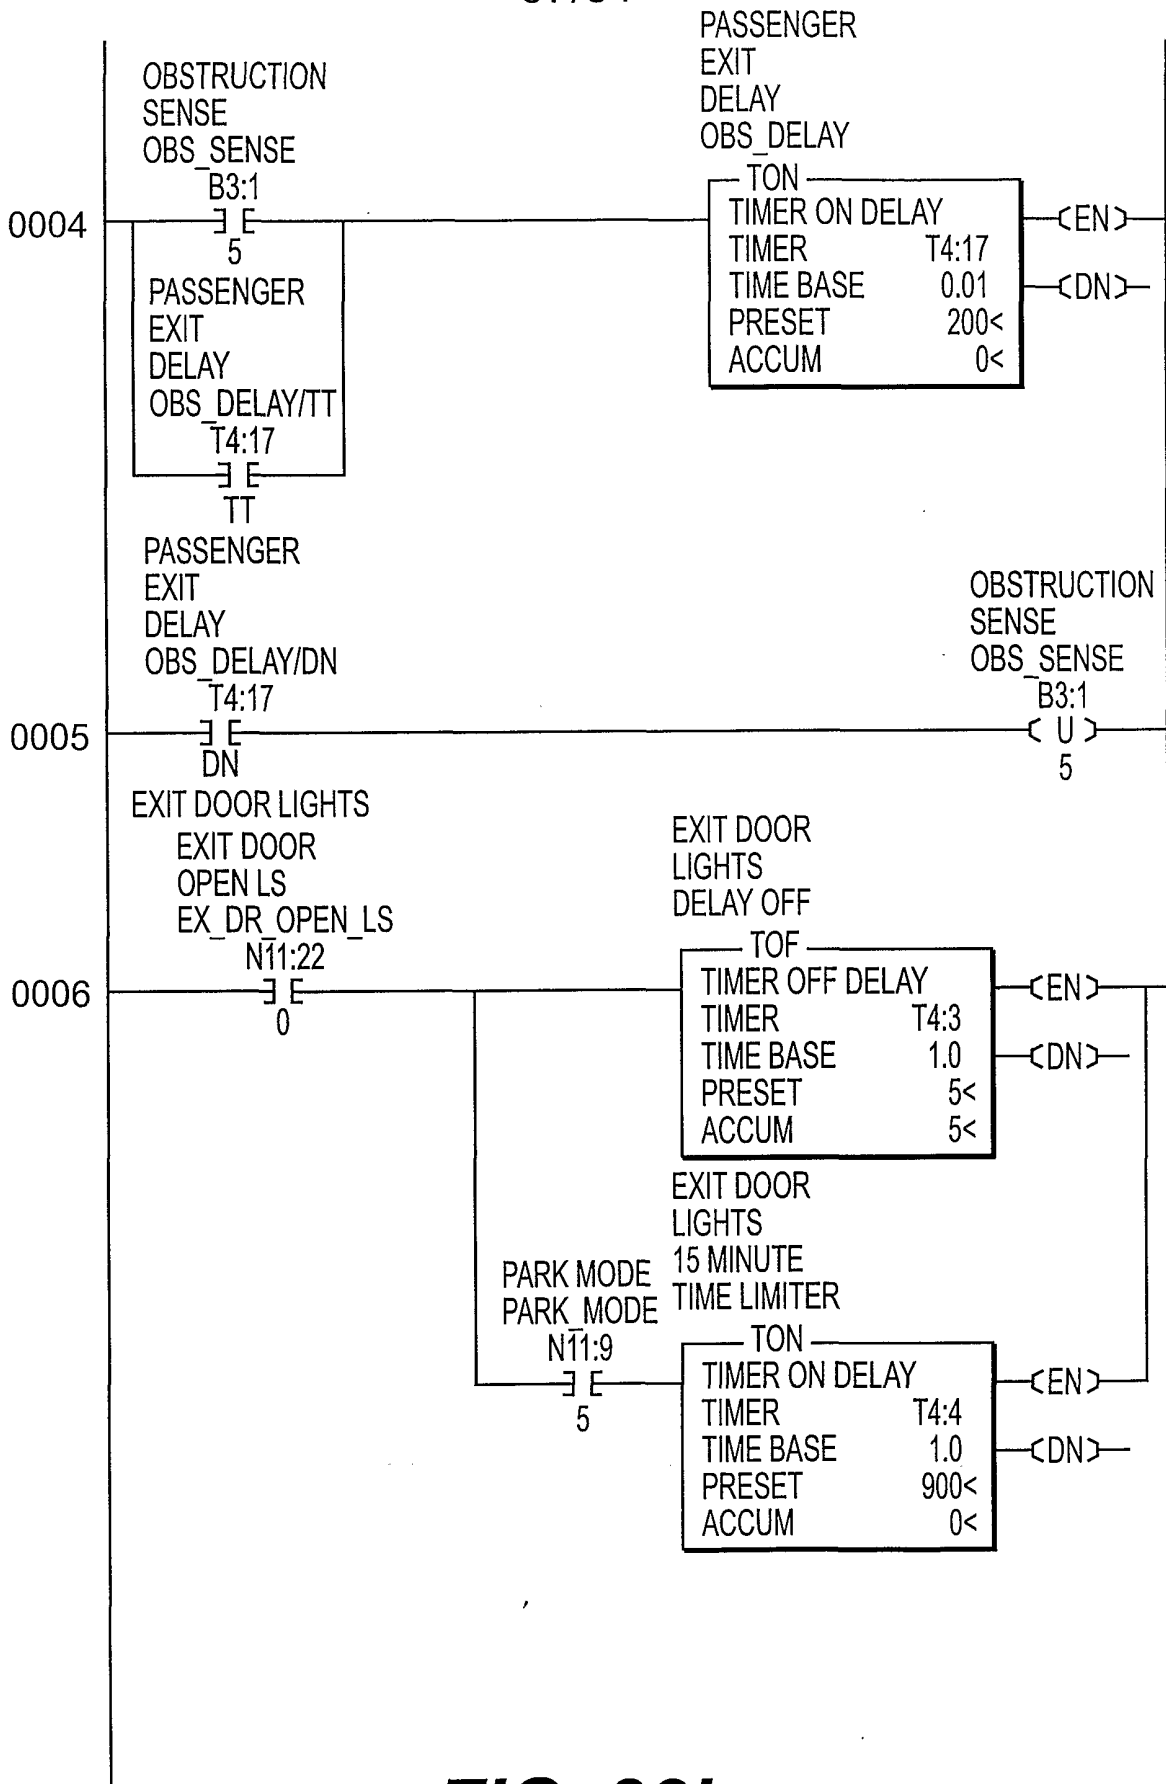 PASSENGER
EXIT
DELAY
OBS_DELAY
OBSTRUCTION
SENSE
OBS_SENSE
B3:1
0004
5
TON
TIMER ON DELAY
TIMER T4:17
TIME BASE 0.01
PRESET 200<
ACCUM 0<
EN
DN
PASSENGER
EXIT
DELAY
OBS_DELAY/TT
T4:17
TT
PASSENGER
EXIT
DELAY
OBS_DELAY/DN
T4:17
0005
DN
OBSTRUCTION
SENSE
OBS_SENSE
B3:1
U
5
EXIT DOOR LIGHTS
EXIT DOOR
OPEN LS
EX_DR_OPEN_LS
N11:22
0006
0
EXIT DOOR
LIGHTS
DELAY OFF
TOF
TIMER OFF DELAY
TIMER T4:3
TIME BASE 1.0
PRESET 5<
ACCUM 5<
EN
DN
PARK MODE
PARK_MODE
N11:9
5
EXIT DOOR
LIGHTS
15 MINUTE
TIME LIMITER
TON
TIMER ON DELAY
TIMER T4:4
TIME BASE 1.0
PRESET 900<
ACCUM 0<
EN
DN